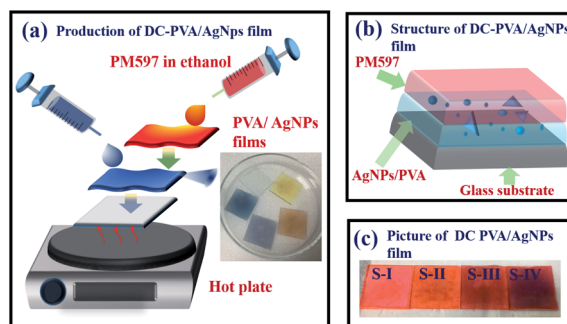 (a) Production of DC-PVA/AgNps film
PM597 in ethanol
PVA/ AgNPs
films
Hot plate
(b) Structure of DC-PVA/AgNPs
film
PM597
AgNPs/PVA
Glass substrate
(c) Picture of DC PVA/AgNPs
film
S-I S-II S-III S-IV